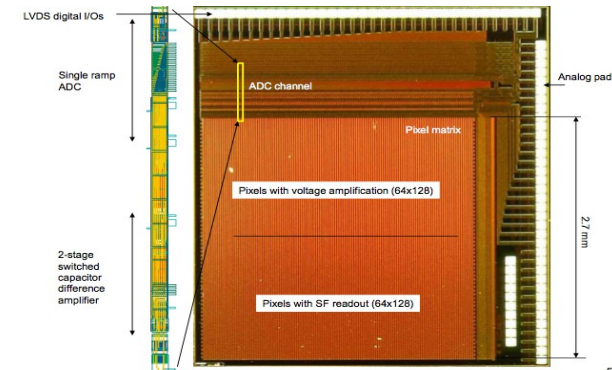 LVDS digital I/Os
Single ramp
ADC
ADC channel
Analog pad
Pixel matrix
Pixels with voltage amplification (64x128)
2.7 mm
2-stage
switched
capacitor
difference
amplifier
Pixels with SF readout (64x128)